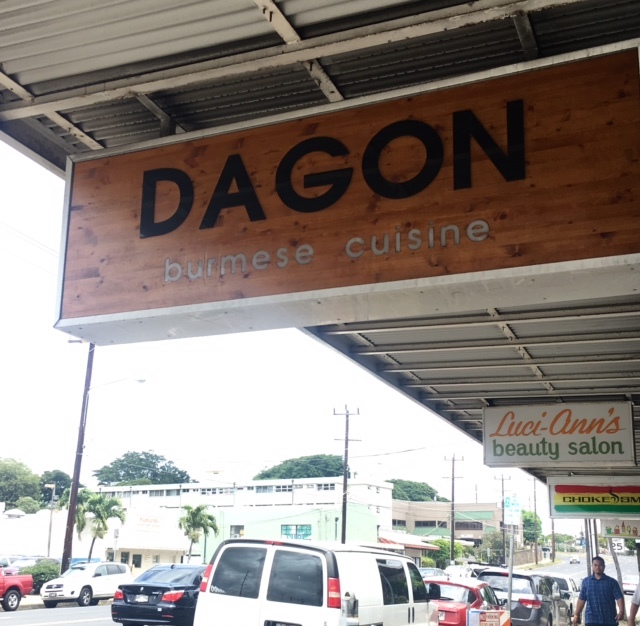 DAGON
burmese cuisine
Luci-Ann's
beauty salon
CHOKE